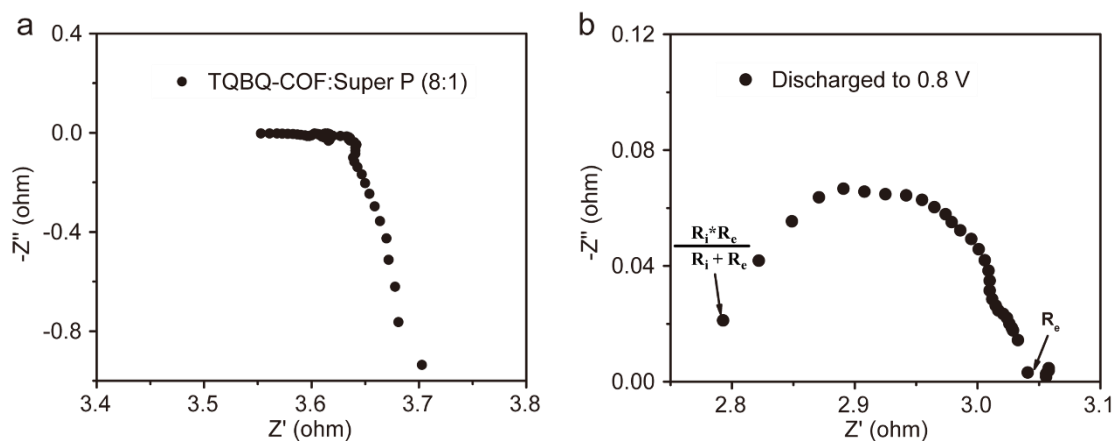 a
0.4
0.0
-0.4
-0.8
-Z'' (ohm)
TQBQ-COF:Super P (8:1)
3.4 3.5 3.6 3.7 3.8
Z' (ohm)
b
0.12
0.08
0.04
0.00
-Z'' (ohm)
Discharged to 0.8 V
Ri*Re
Ri + Re
Re
2.8 2.9 3.0 3.1
Z' (ohm)